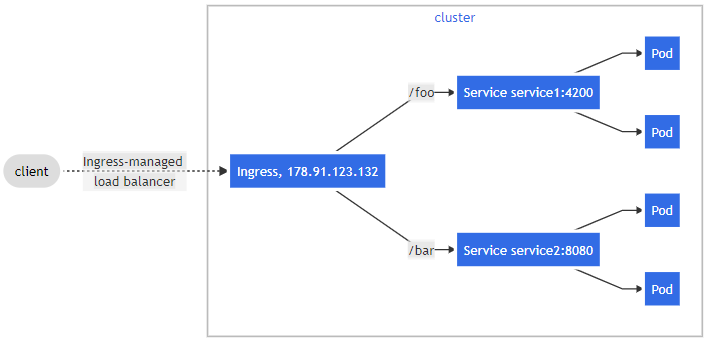 cluster
Pod
/foo
Service service1:4200
Pod
client
Ingress-managed
load balancer
Ingress, 178.91.123.132
Pod
/bar
Service service2:8080
Pod